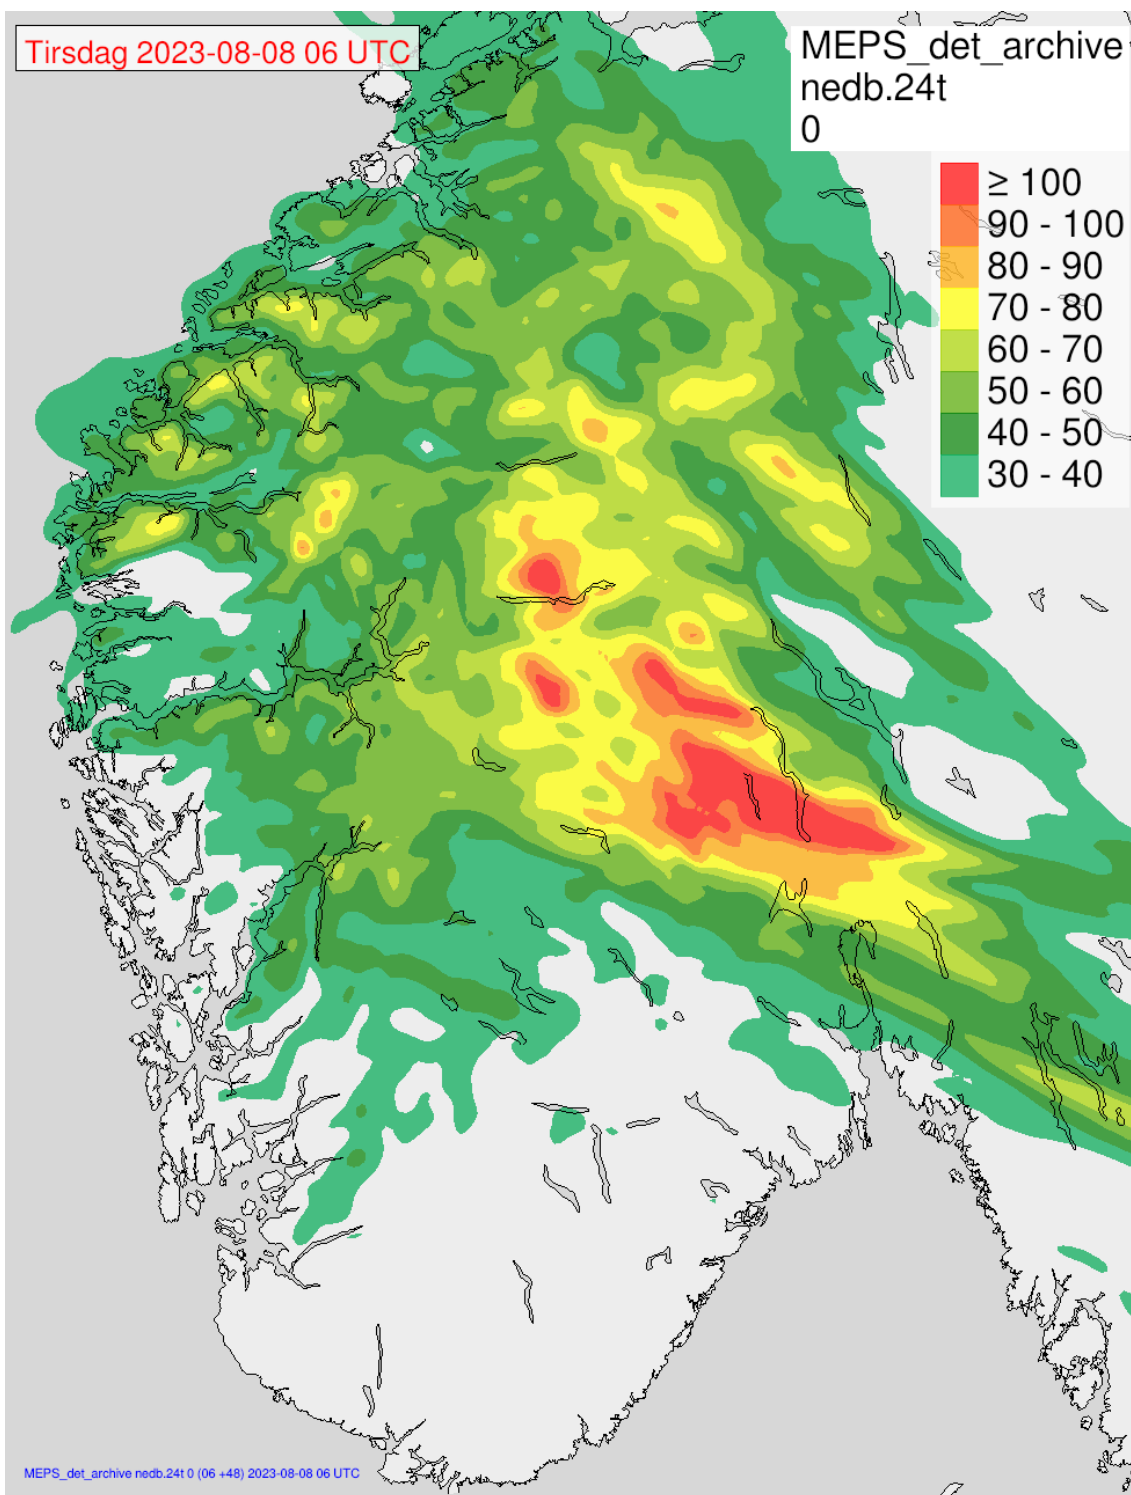 Tirsdag 2023-08-08 06 UTC
MEPS_det_archive
nedb.24t
0
≥ 100
90 - 100
80 - 90
70 - 80
60 - 70
50 - 60
40 - 50
30 - 40
MEPS_det_archive nedb.24t 0 (06 +48) 2023-08-08 06 UTC